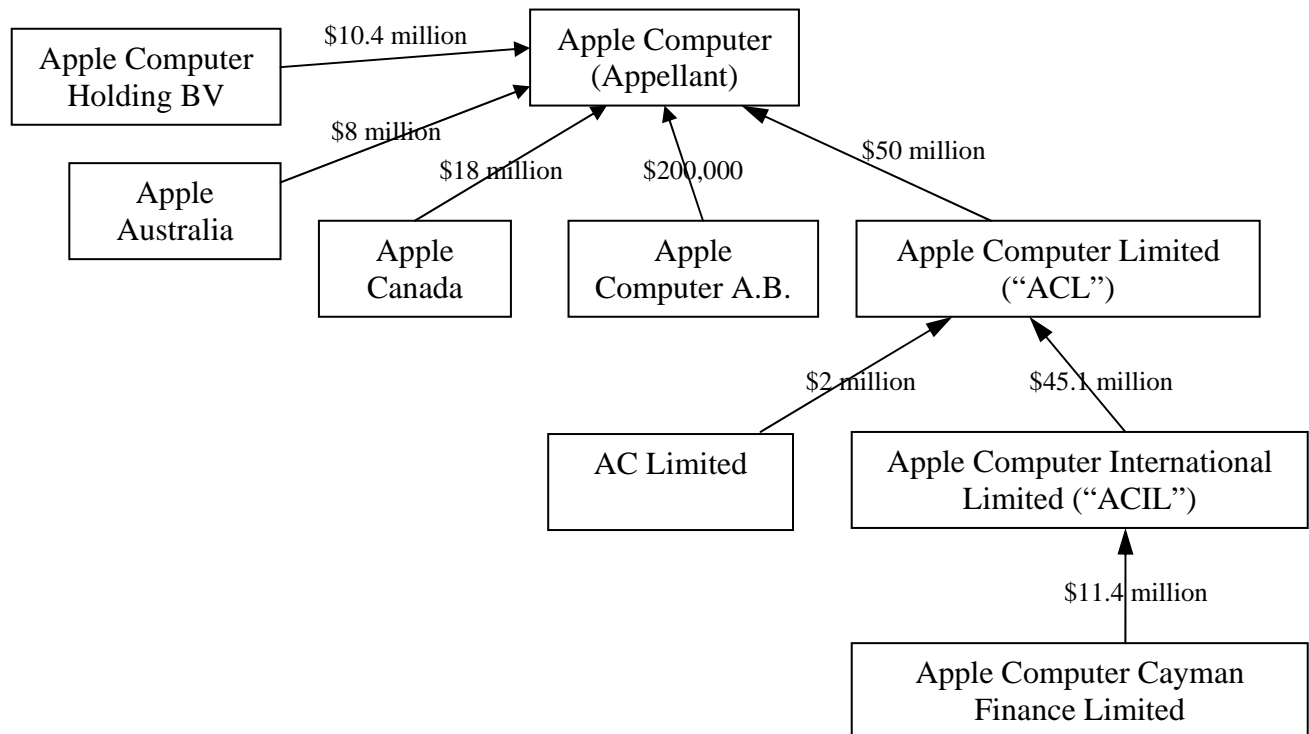 $10.4 million
Apple Computer
(Appellant)
Apple Computer
Holding BV
$8 million
$18 million
$200,000
$50 million
Apple
Australia
Apple
Canada
Apple
Computer A.B.
Apple Computer Limited
(“ACL”)
$2 million
$45.1 million
AC Limited
Apple Computer International
Limited (“ACIL”)
$11.4 million
Apple Computer Cayman
Finance Limited